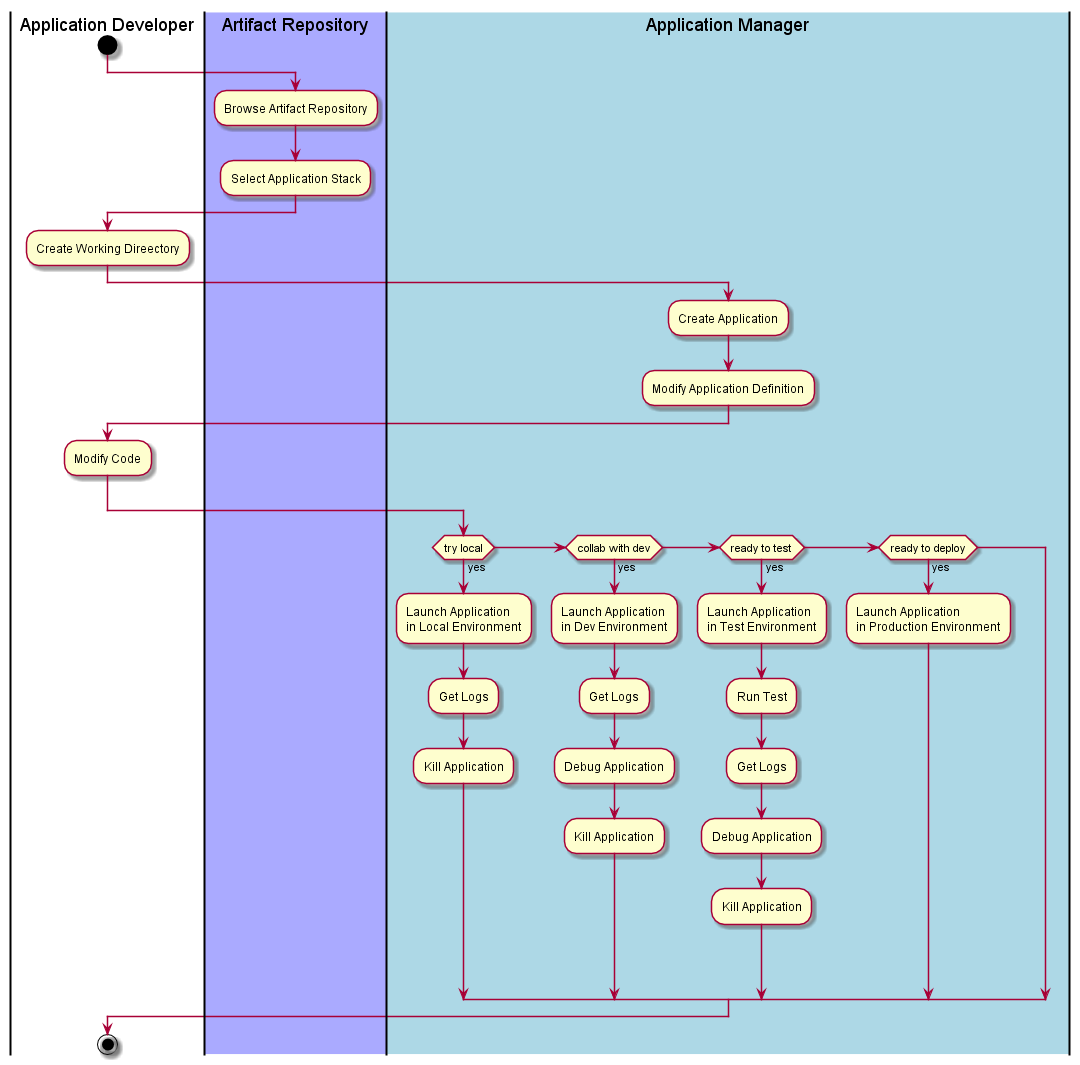 Application Developer
Artifact Repository
Application Manager
Browse Artifact Repository
Select Application Stack
Create Working Direectory
Create Application
Modify Application Definition
Modify Code
try local
collab with dev
ready to test
ready to deploy
yes
yes
yes
yes
Launch Application
in Local Environment
Launch Application
in Dev Environment
Launch Application
in Test Environment
Launch Application
in Production Environment
Get Logs
Get Logs
Run Test
Kill Application
Debug Application
Get Logs
Kill Application
Debug Application
Kill Application